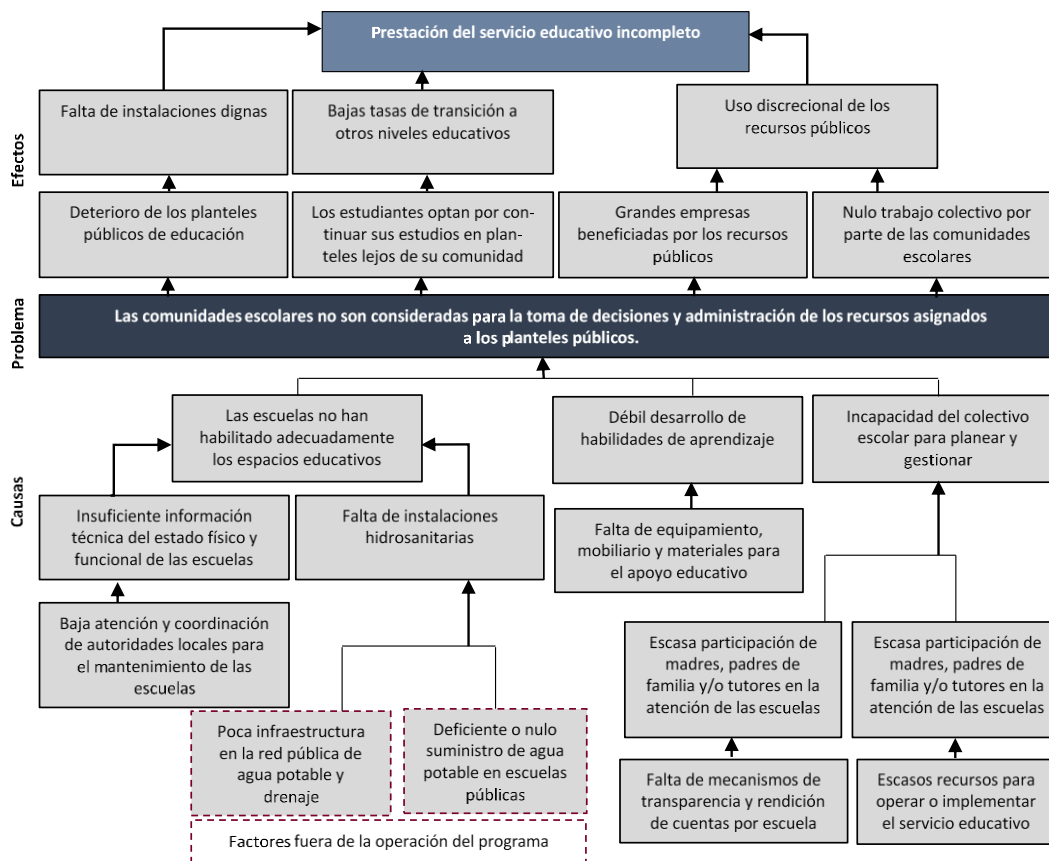 Prestación del servicio educativo incompleto
Efectos
Falta de instalaciones dignas
Bajas tasas de transición a
otros niveles educativos
Uso discrecional de los
recursos públicos
Deterioro de los planteles
públicos de educación
Los estudiantes optan por con-
tinuar sus estudios en plan-
teles lejos de su comunidad
Grandes empresas
beneficiadas por los recursos
públicos
Nulo trabajo colectivo por
parte de las comunidades
escolares
Problema
Las comunidades escolares no son consideradas para la toma de decisiones y administración de los recursos asignados
a los planteles públicos.
Causas
Las escuelas no han
habilitado adecuadamente
los espacios educativos
Débil desarrollo de
habilidades de aprendizaje
Incapacidad del colectivo
escolar para planear y
gestionar
Insuficiente información
técnica del estado físico y
funcional de las escuelas
Falta de instalaciones
hidrosanitarias
Falta de equipamiento,
mobiliario y materiales para
el apoyo educativo
Baja atención y coordinación
de autoridades locales para
el mantenimiento de las
escuelas
Escasa participación de
madres, padres de
familia y/o tutores en la
atención de las escuelas
Escasa participación de
madres, padres de
familia y/o tutores en la
atención de las escuelas
Poca infraestructura
en la red pública de
agua potable y
drenaje
Deficiente o nulo
suministro de agua
potable en escuelas
públicas
Falta de mecanismos de
transparencia y rendición
de cuentas por escuela
Escasos recursos para
operar o implementar
el servicio educativo
Factores fuera de la operación del programa